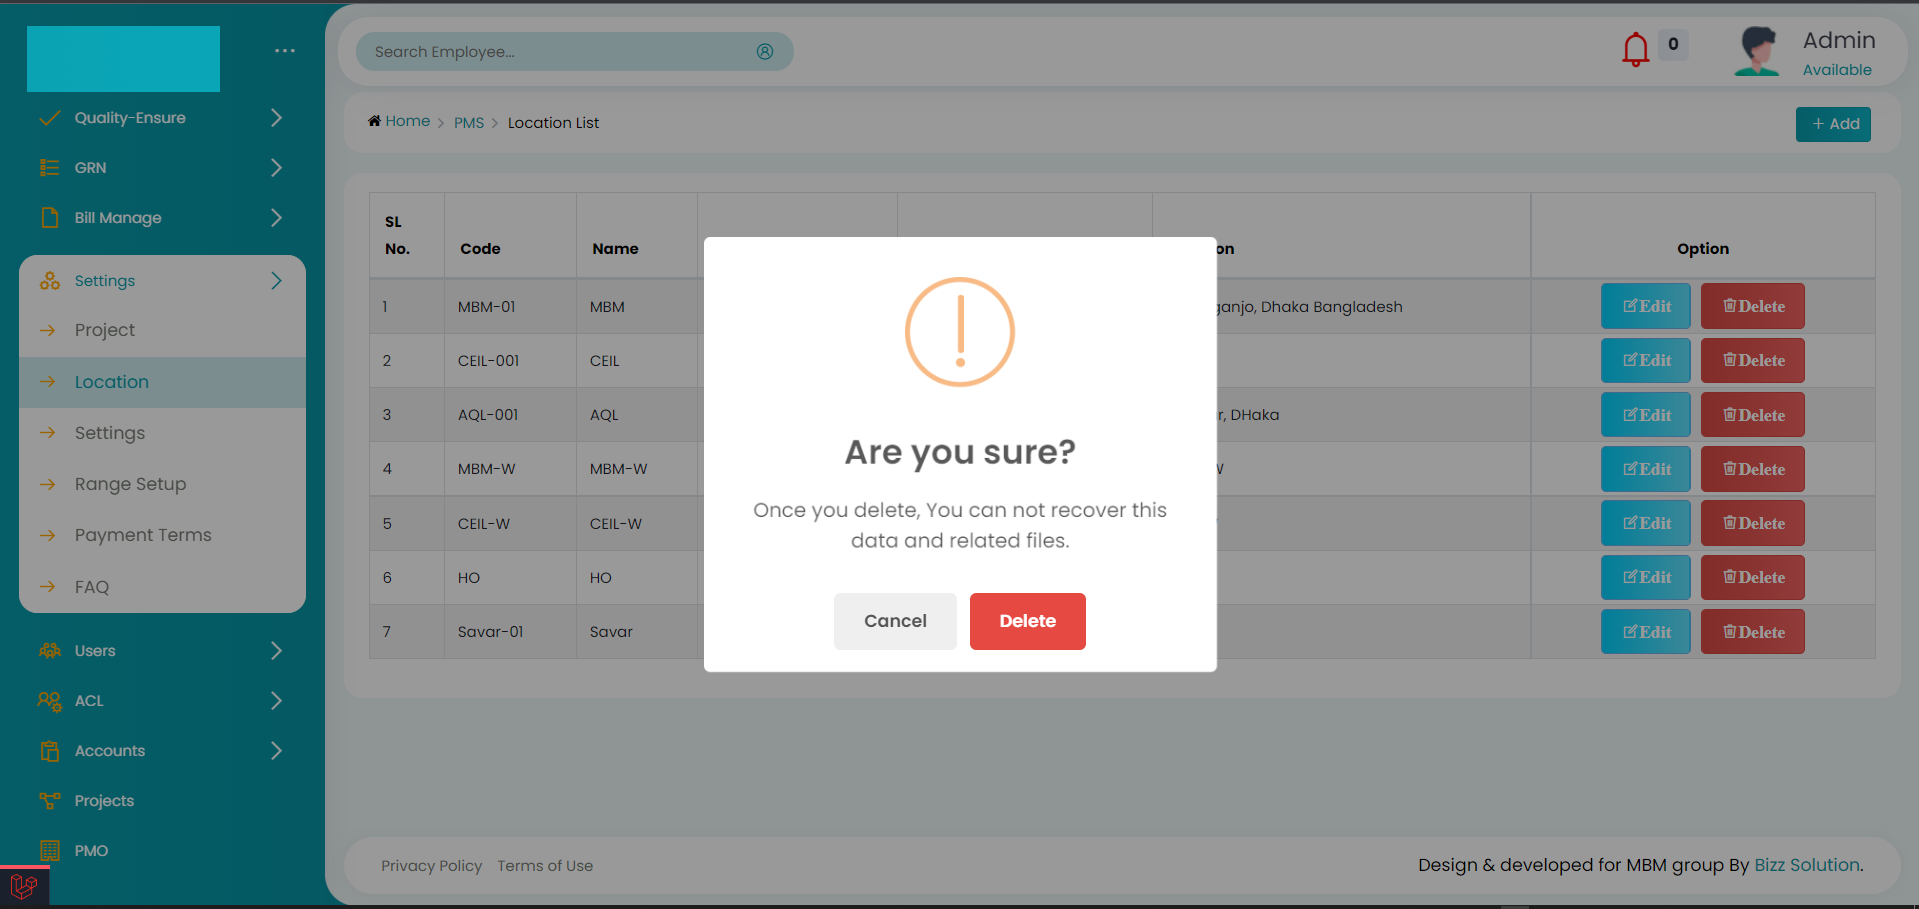 Search Employee...
0
Admin
Available
Quality-Ensure
GRN
Bill Manage
Settings
Project
Location
Settings
Range Setup
Payment Terms
FAQ
Users
ACL
Accounts
Projects
PMO
Home > PMS > Location List
+ Add
SL No. Code Name Option
1 MBM-01 MBM Dhaka Bangladesh Edit Delete
2 CEIL-001 CEIL Edit Delete
3 AQL-001 AQL DHaka Edit Delete
4 MBM-W MBM-W Edit Delete
5 CEIL-W CEIL-W Edit Delete
6 HO HO Edit Delete
7 Savar-01 Savar Edit Delete
Are you sure?
Once you delete, You can not recover this
data and related files.
Cancel Delete
Privacy Policy Terms of Use
Design & developed for MBM group By Bizz Solution.